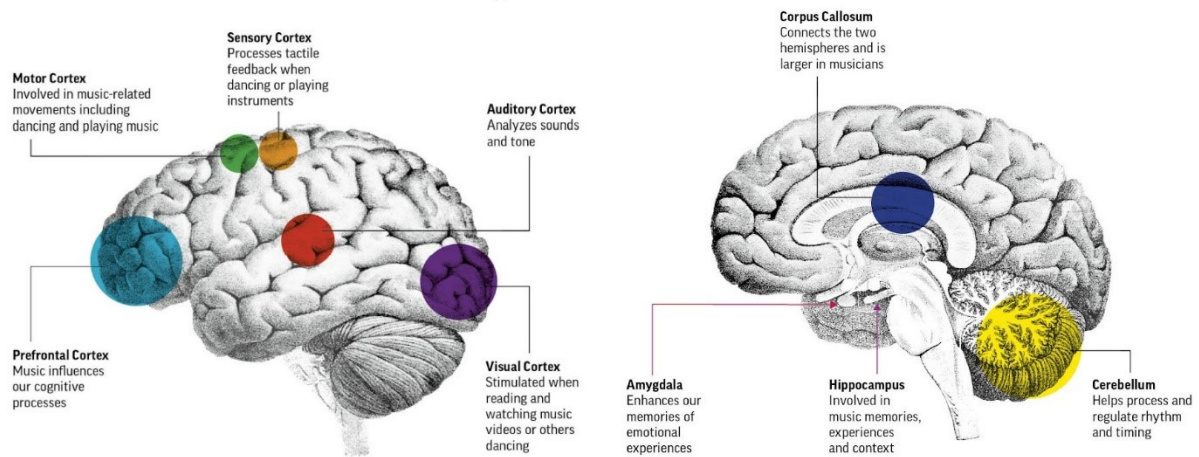 Sensory Cortex
Processes tactile
feedback when
dancing or playing
instruments
Motor Cortex
Involved in music-related
movements including
dancing and playing music
Auditory Cortex
Analyzes sounds
and tone
Prefrontal Cortex
Music influences
our cognitive
processes
Visual Cortex
Stimulated when
reading and
watching music
videos or others
dancing
Corpus Callosum
Connects the two
hemispheres and is
larger in musicians
Amygdala
Enhances our
memories of
emotional
experiences
Hippocampus
Involved in
music memories,
experiences
and context
Cerebellum
Helps process and
regulate rhythm
and timing